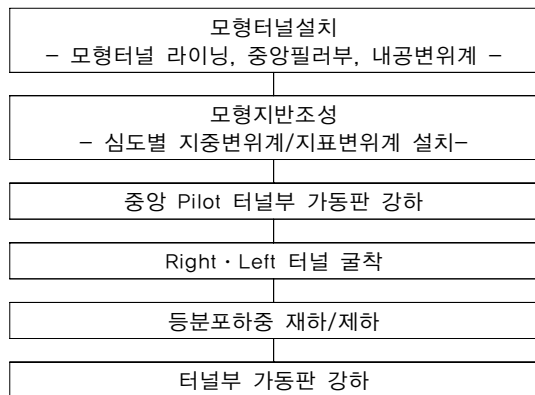 모형터널설치
- 모형터널 라이닝, 중앙필러부, 내공변위계 -
모형지반조성
- 심도별 지중변위계/지표변위계 설치-
중앙 Pilot 터널부 가동판 강하
Right · Left 터널 굴착
등분포하중 재하/제하
터널부 가동판 강하